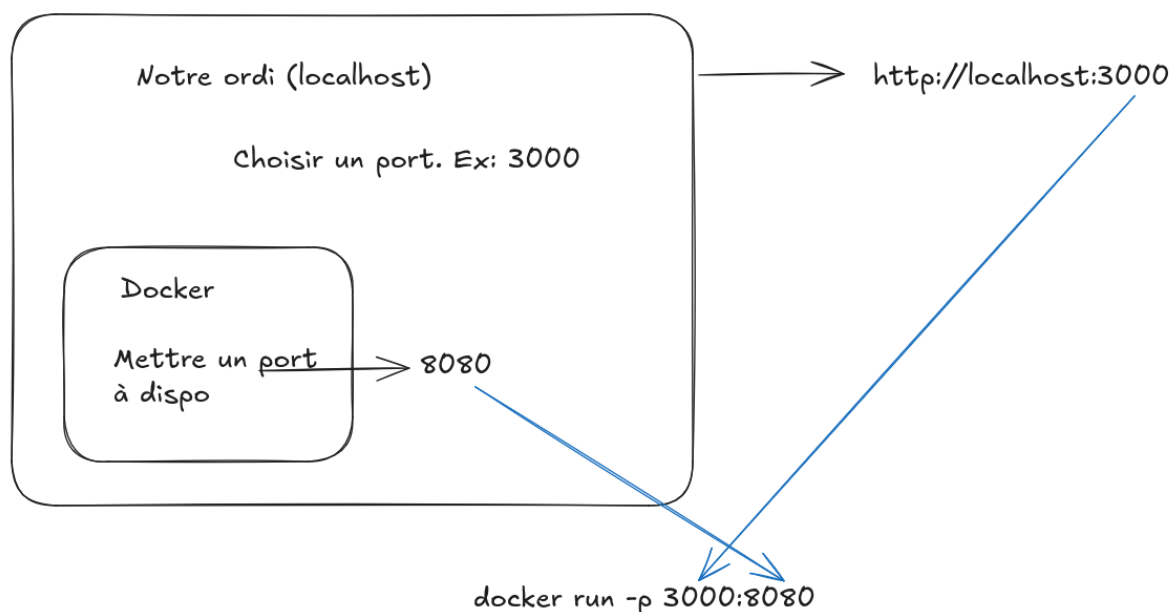 Notre ordi (localhost)
http://localhost:3000
Choisir un port. Ex: 3000
Docker
Mettre un port
à dispo
8080
docker run -p 3000:8080